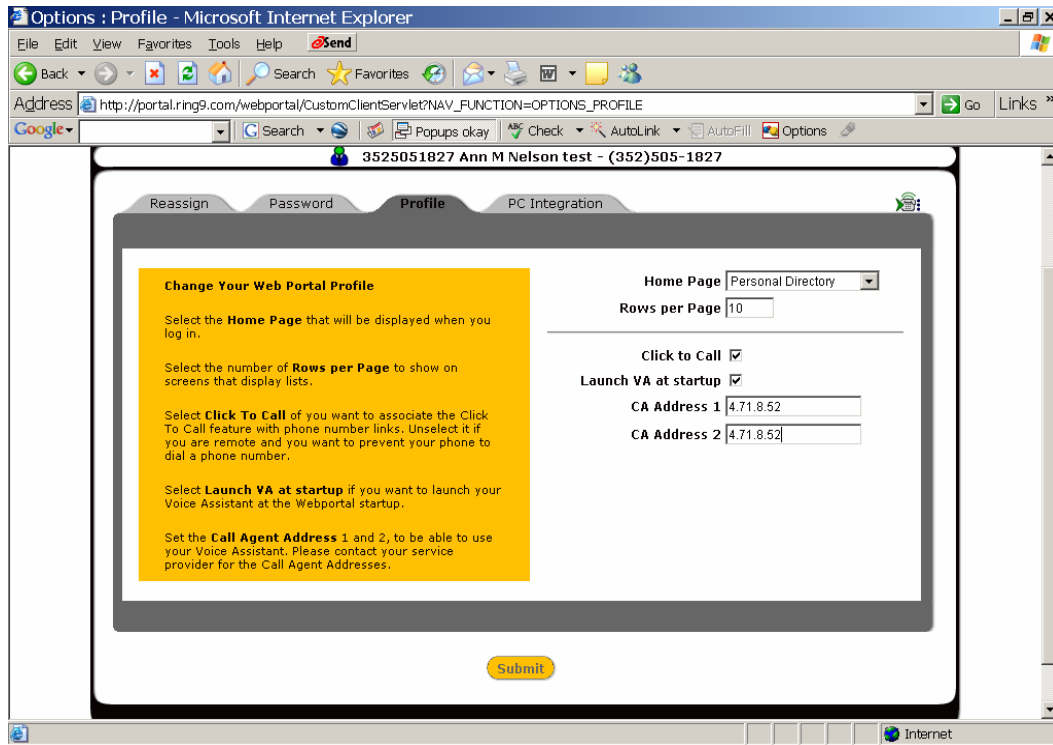 Options : Profile - Microsoft Internet Explorer
File Edit View Favorites Tools Help Send
Back Search Favorites
Address http://portal.ring9.com/webportal/CustomClientServlet?NAV_FUNCTION=OPTIONS_PROFILE Go Links »
Google Search Popups okay ABC Check AutoLink AutoFill Options
3525051827 Ann M Nelson test - (352)505-1827
Reassign Password Profile PC Integration
Change Your Web Portal Profile
Select the Home Page that will be displayed when you
log in.
Select the number of Rows per Page to show on
screens that display lists.
Select Click To Call of you want to associate the Click
To Call feature with phone number links. Unselect it if
you are remote and you want to prevent your phone to
dial a phone number.
Select Launch VA at startup if you want to launch your
Voice Assistant at the Webportal startup.
Set the Call Agent Address 1 and 2, to be able to use
your Voice Assistant. Please contact your service
provider for the Call Agent Addresses.
Home Page Personal Directory
Rows per Page 10
Click to Call
Launch VA at startup
CA Address 1 4.71.8.52
CA Address 2 4.71.8.52
Submit
Internet